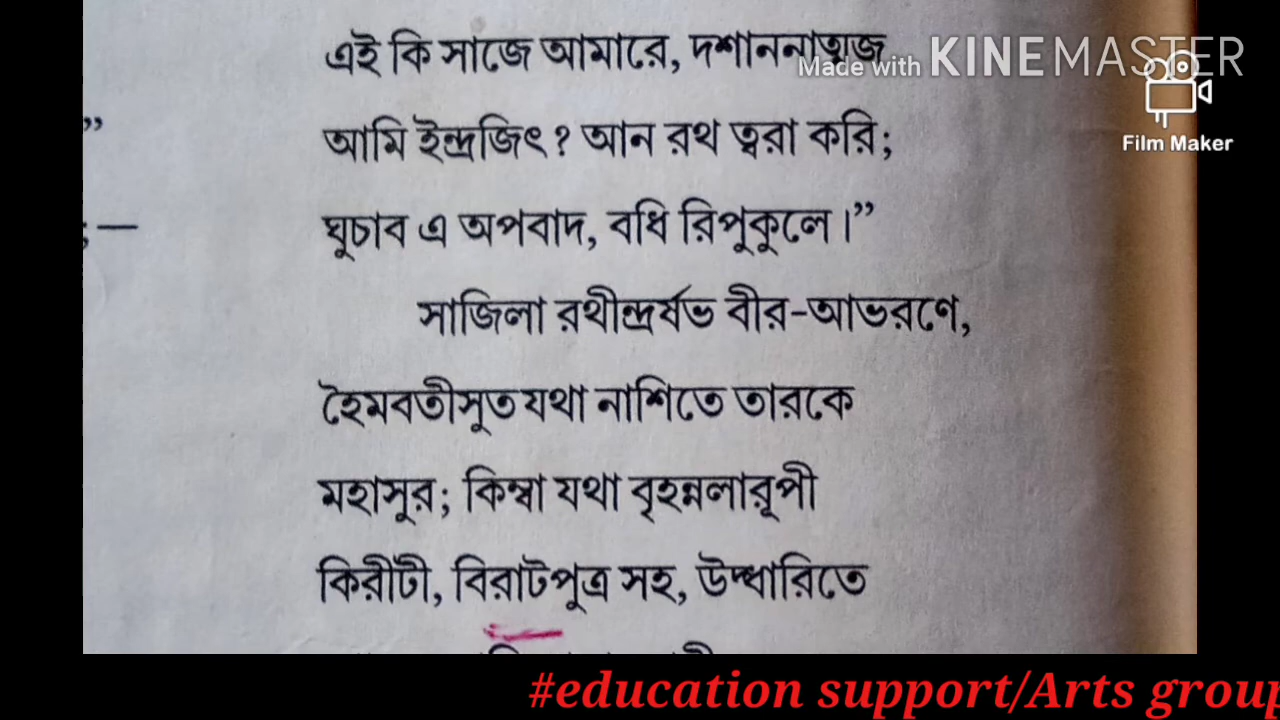 এই কি সাজে আমারে, দশাননাত্মজ
Made with KINEMASTER
Film Maker
”
আমি ইন্দ্রজিৎ? আন রথ ত্বরা করি;
; —
ঘুচাব এ অপবাদ, বধি রিপুকুলে।”
সাজিলা রথীন্দ্রর্ষভ বীর-আভরণে,
হৈমবতীসুত যথা নাশিতে তারকে
মহাসুর; কিম্বা যথা বৃহন্নলারূপী
কিরীটী, বিরাটপুত্র সহ, উদ্ধারিতে
#education support/Arts group